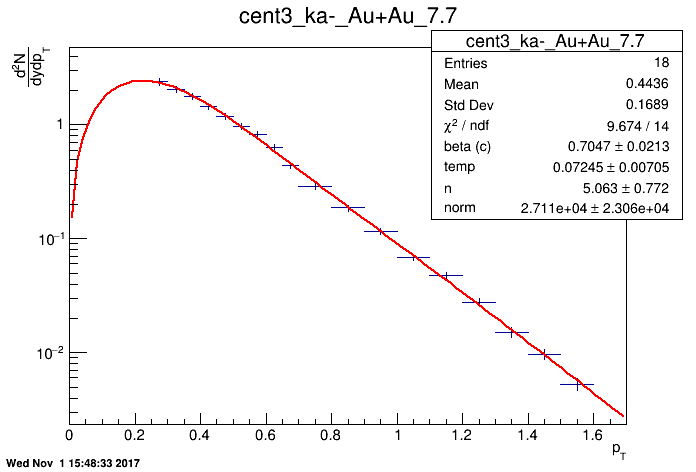 cent3_ka-_Au+Au_7.7
cent3_ka-_Au+Au_7.7
Entries 18
Mean 0.4436
Std Dev 0.1689
χ² / ndf 9.674 / 14
beta (c) 0.7047 ± 0.0213
temp 0.07245 ± 0.00705
n 5.063 ± 0.772
norm 2.711e+04 ± 2.306e+04
d²N
dydp_T
1
10⁻¹
10⁻²
0 0.2 0.4 0.6 0.8 1 1.2 1.4 1.6
p_T
Wed Nov 1 15:48:33 2017